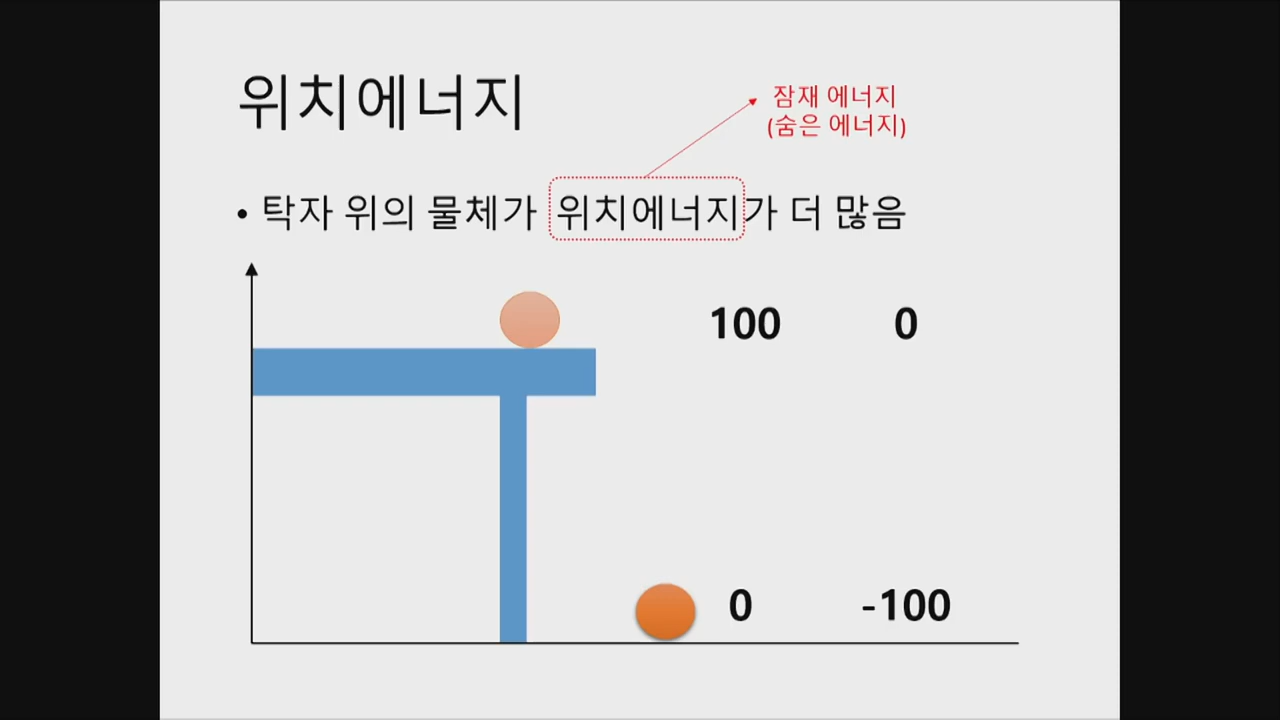 위치에너지
잠재 에너지
(숨은 에너지)
• 탁자 위의 물체가 위치에너지가 더 많음
100 0
0 -100